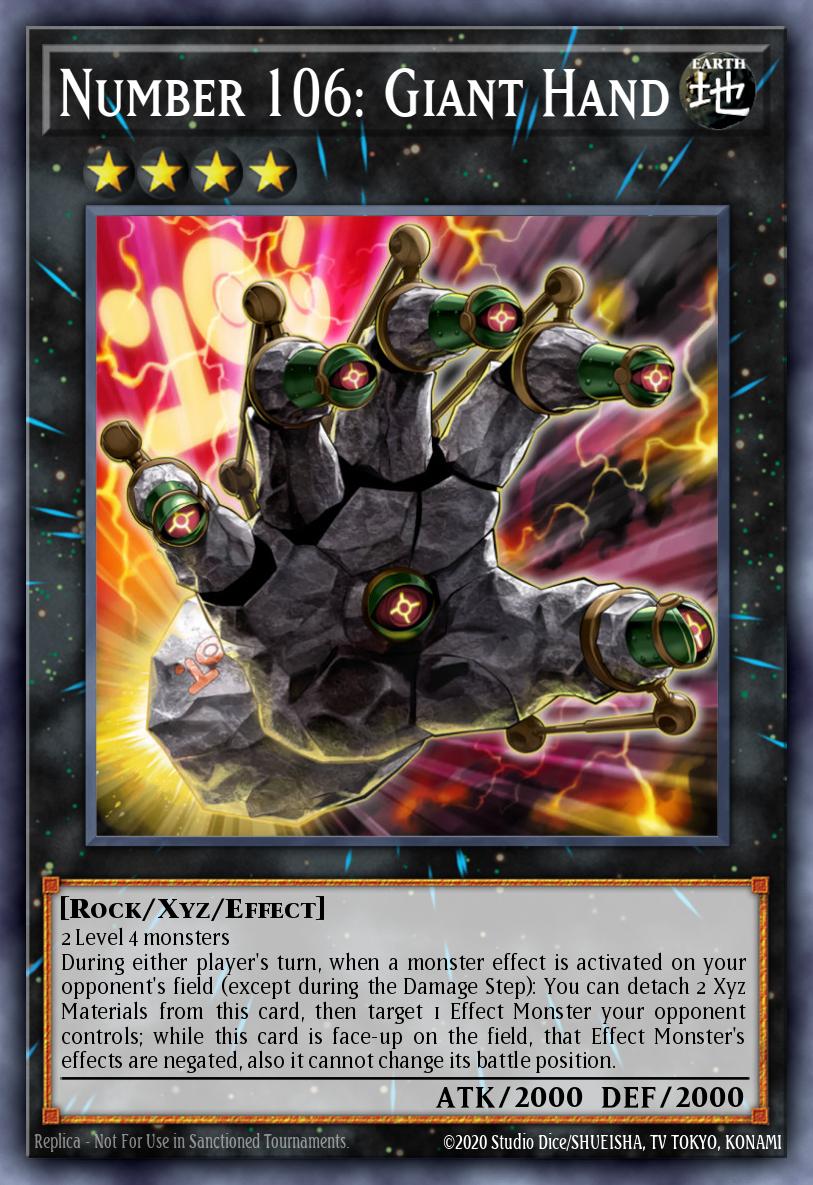 Number 106: Giant Hand
EARTH
地
106
106
[Rock/Xyz/Effect]
2 Level 4 monsters
During either player's turn, when a monster effect is activated on your
opponent's field (except during the Damage Step): You can detach 2 Xyz
Materials from this card, then target 1 Effect Monster your opponent
controls; while this card is face-up on the field, that Effect Monster's
effects are negated, also it cannot change its battle position.
ATK/2000 DEF/2000
Replica - Not For Use in Sanctioned Tournaments.
©2020 Studio Dice/SHUEISHA, TV TOKYO, KONAMI